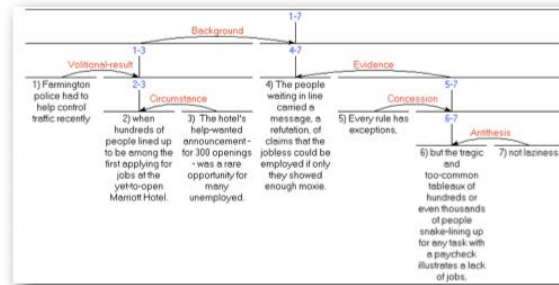 1-7
Background
1-3
4-7
Volitional-result
Evidence
1) Farmington
police had to
help control
traffic recently
2-3
Circumstance
2) when
hundreds of
people lined up
to be among the
first applying for
jobs at the
yet-to-open
Marriott Hotel.
3) The hotel's
help-wanted
announcement -
for 300 openings
- was a rare
opportunity for
many
unemployed.
4) The people
waiting in line
carried a
message, a
refutation, of
claims that the
jobless could be
employed if only
they showed
enough moxie.
5-7
Concession
5) Every rule has
exceptions,
6-7
Antithesis
6) but the tragic
and
too-common
tableaux of
hundreds or
even thousands
of people
snake-lining up
for any task with
a paycheck
illustrates a lack
of jobs,
7) not laziness.